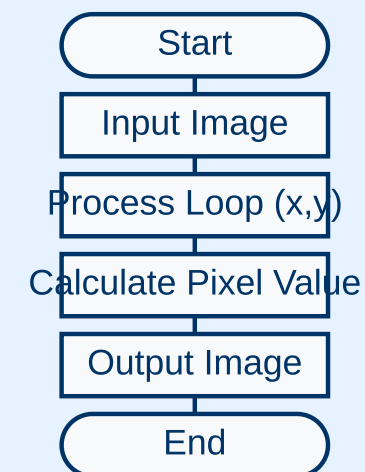 Start
Input Image
Process Loop (x,y)
Calculate Pixel Value
Output Image
End